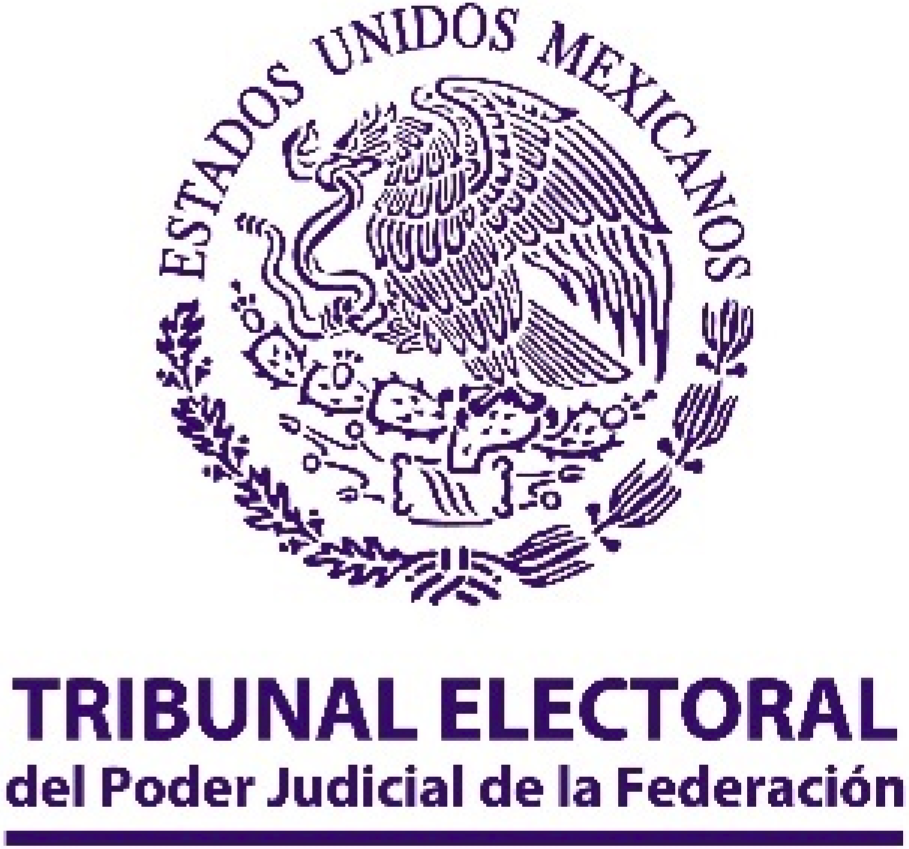 ESTADOS UNIDOS MEXICANOS
TRIBUNAL ELECTORAL
del Poder Judicial de la Federación